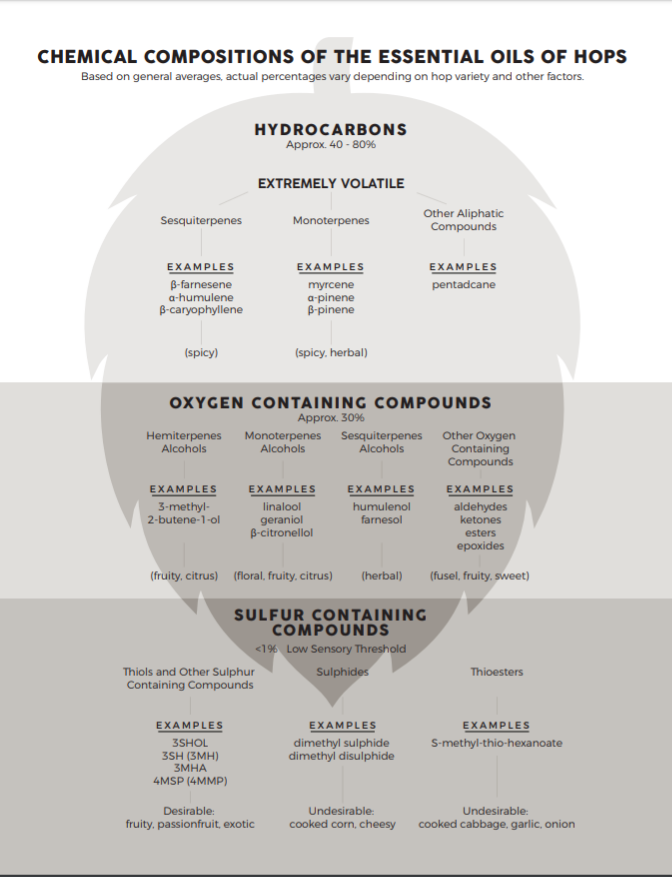 CHEMICAL COMPOSITIONS OF THE ESSENTIAL OILS OF HOPS
Based on general averages, actual percentages vary depending on hop variety and other factors.
HYDROCARBONS
Approx. 40 - 80%
EXTREMELY VOLATILE
Sesquiterpenes
EXAMPLES
β-farnesene
α-humulene
β-caryophyllene
(spicy)
Monoterpenes
EXAMPLES
myrcene
α-pinene
β-pinene
(spicy, herbal)
Other Aliphatic
Compounds
EXAMPLES
pentadcane
OXYGEN CONTAINING COMPOUNDS
Approx. 30%
Hemiterpenes
Alcohols
EXAMPLES
3-methyl-
2-butene-1-ol
(fruity, citrus)
Monoterpenes
Alcohols
EXAMPLES
linalool
geraniol
β-citronellol
(floral, fruity, citrus)
Sesquiterpenes
Alcohols
EXAMPLES
humulenol
farnesol
(herbal)
Other Oxygen
Containing
Compounds
EXAMPLES
aldehydes
ketones
esters
epoxides
(fusel, fruity, sweet)
SULFUR CONTAINING
COMPOUNDS
<1% Low Sensory Threshold
Thiols and Other Sulphur
Containing Compounds
EXAMPLES
3SHOL
3SH (3MH)
3MHA
4MSP (4MMP)
Desirable:
fruity, passionfruit, exotic
Sulphides
EXAMPLES
dimethyl sulphide
dimethyl disulphide
Undesirable:
cooked corn, cheesy
Thioesters
EXAMPLES
S-methyl-thio-hexanoate
Undesirable:
cooked cabbage, garlic, onion